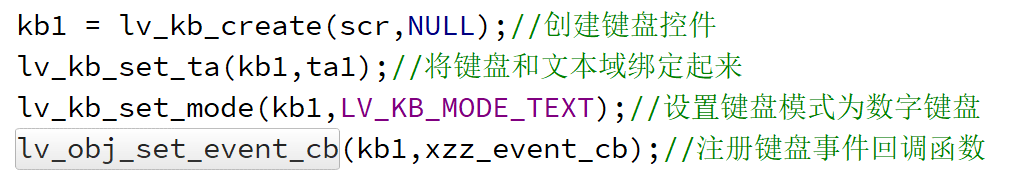 kb1 = lv_kb_create(scr,NULL);//创建键盘控件
lv_kb_set_ta(kb1,ta1);//将键盘和文本域绑定起来
lv_kb_set_mode(kb1,LV_KB_MODE_TEXT);//设置键盘模式为数字键盘
lv_obj_set_event_cb(kb1,xzz_event_cb);//注册键盘事件回调函数